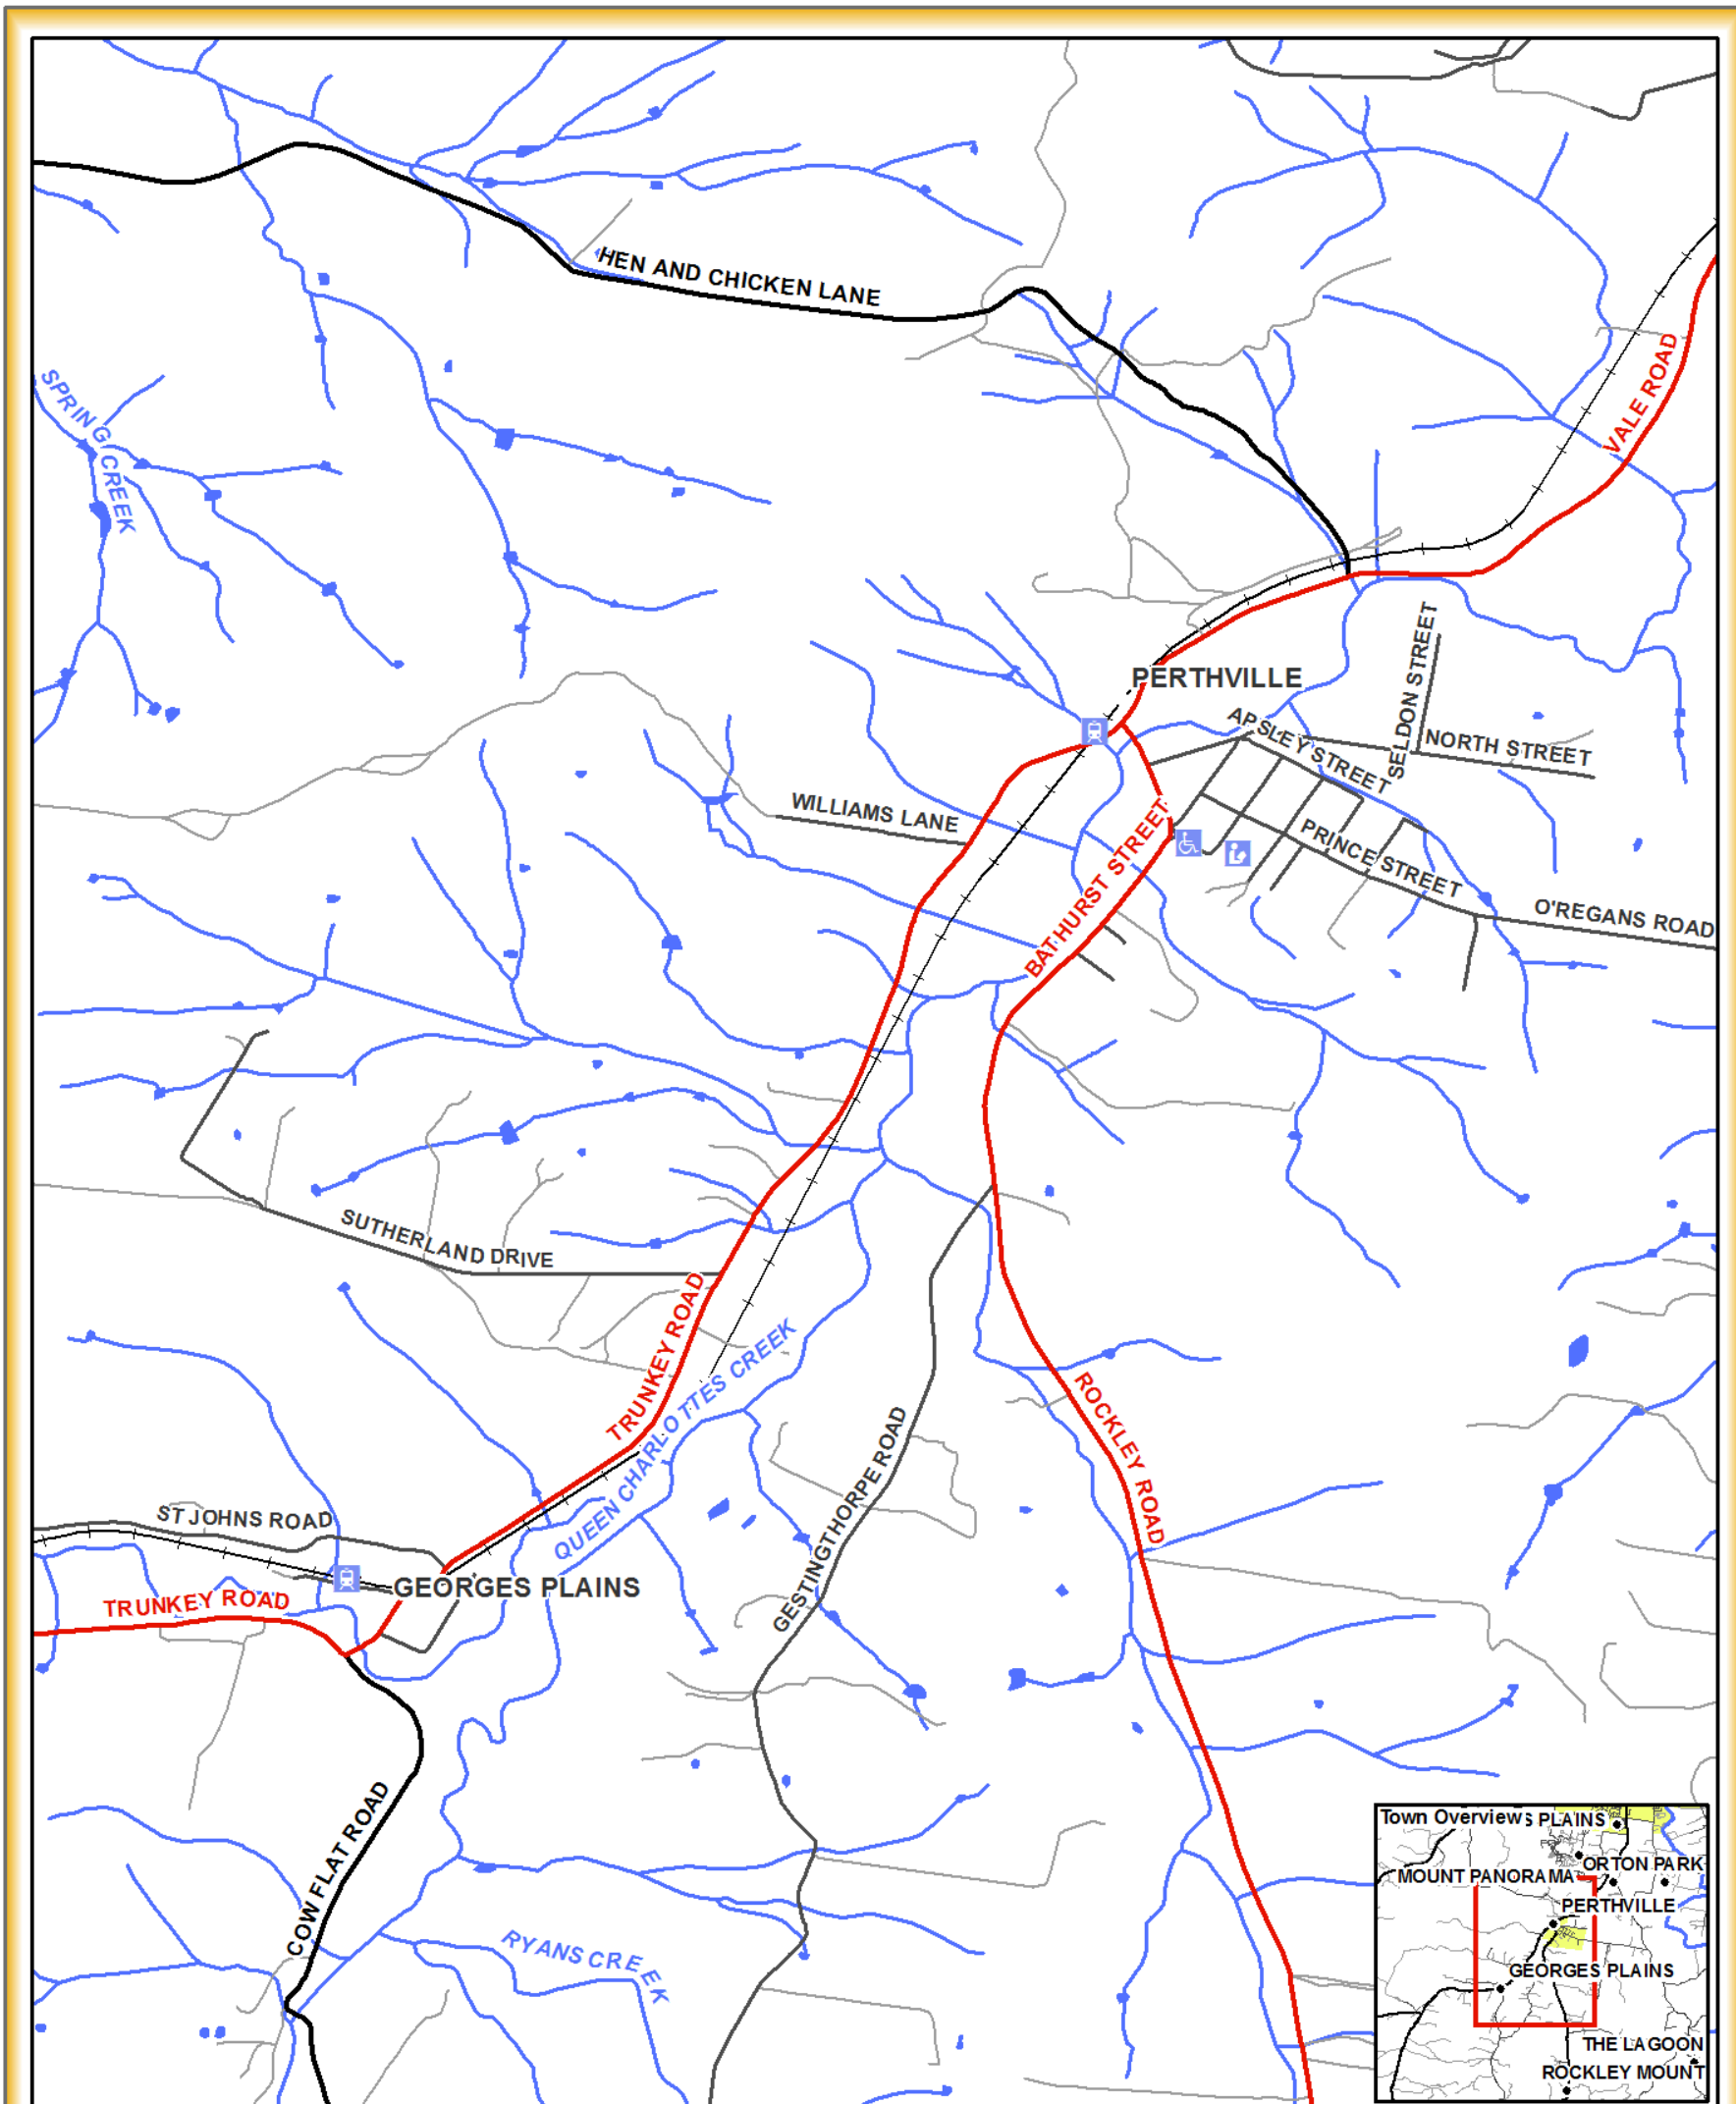 HEN AND CHICKEN LANE
VALE ROAD
SPRING CREEK
SELDON STREET
PERTHVILLE
APSLEY STREET
NORTH STREET
WILLIAMS LANE
BATHURST STREET
PRINCE STREET
O'REGANS ROAD
SUTHERLAND DRIVE
TRUNKEY ROAD
QUEEN CHARLOTTES CREEK
ROCKLEY ROAD
GESTINGTHORPE ROAD
ST JOHNS ROAD
GEORGES PLAINS
TRUNKEY ROAD
COW FLAT ROAD
RYANS CREEK
Town Overview
S PLAINS
ORTON PARK
MOUNT PANORAMA
PERTHVILLE
GEORGES PLAINS
THE LAGOON
ROCKLEY MOUNT